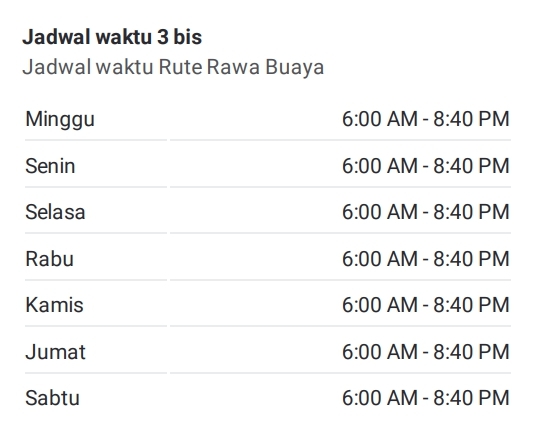 Jadwal waktu 3 bis
Jadwal waktu Rute Rawa Buaya
Minggu 6:00 AM - 8:40 PM
Senin 6:00 AM - 8:40 PM
Selasa 6:00 AM - 8:40 PM
Rabu 6:00 AM - 8:40 PM
Kamis 6:00 AM - 8:40 PM
Jumat 6:00 AM - 8:40 PM
Sabtu 6:00 AM - 8:40 PM